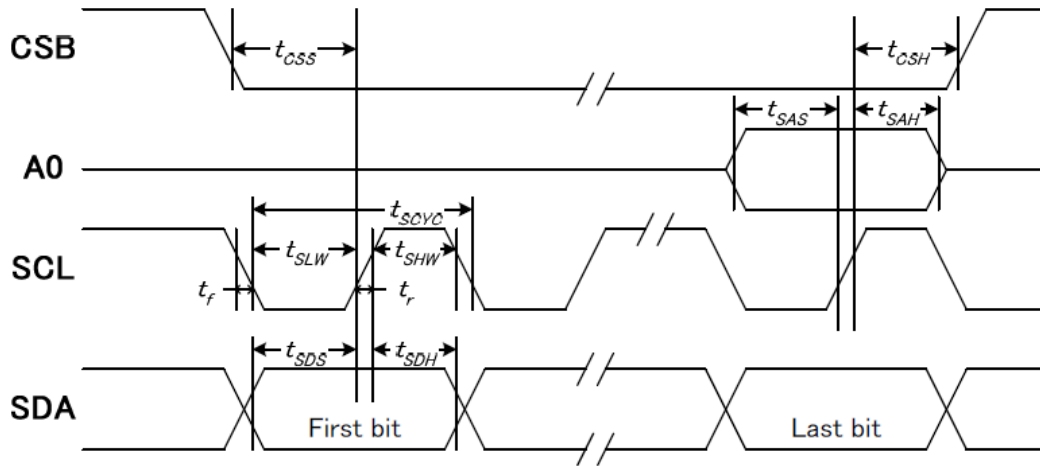 CSB
tCSS
tCSH
tSAS
tSAH
A0
tSCYC
SCL
tSLW
tSHW
tf
tr
tSDS
tSDH
SDA
First bit
Last bit